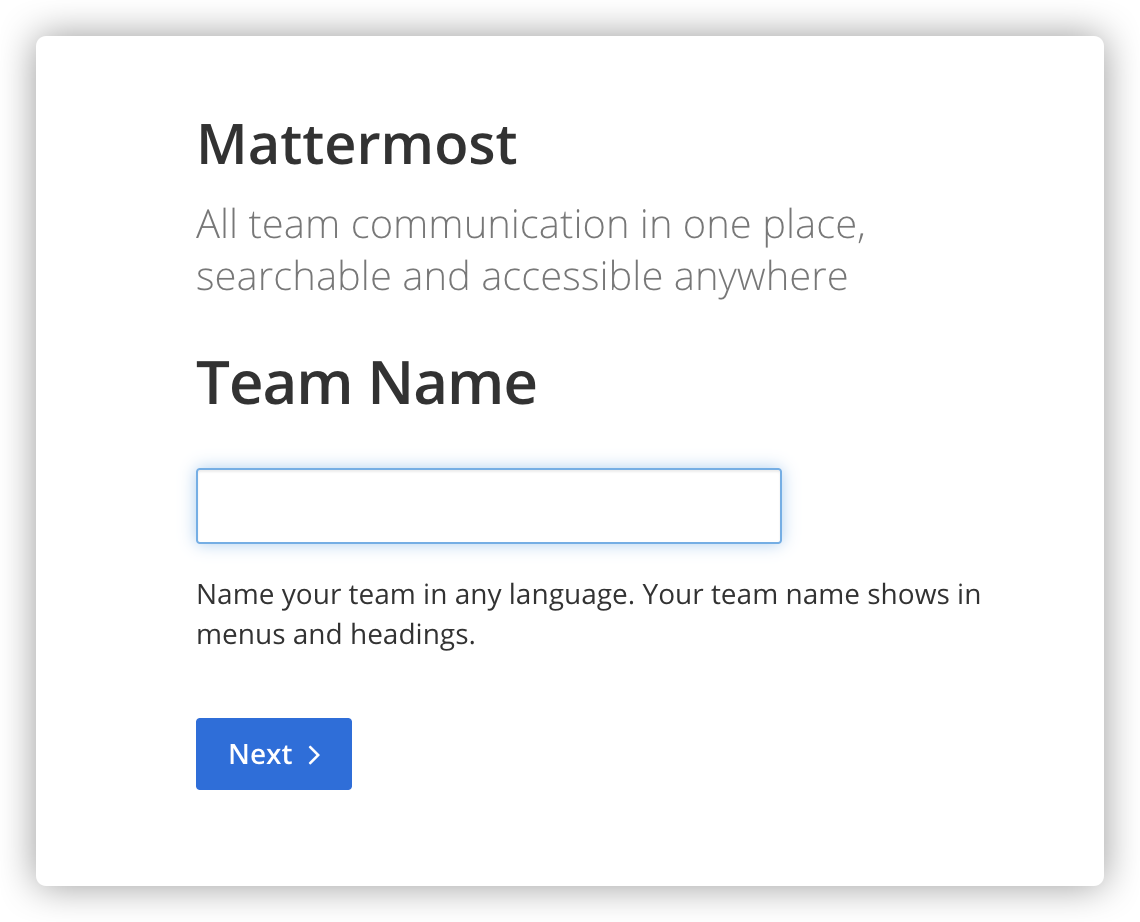 Mattermost
All team communication in one place,
searchable and accessible anywhere
Team Name
Name your team in any language. Your team name shows in
menus and headings.
Next